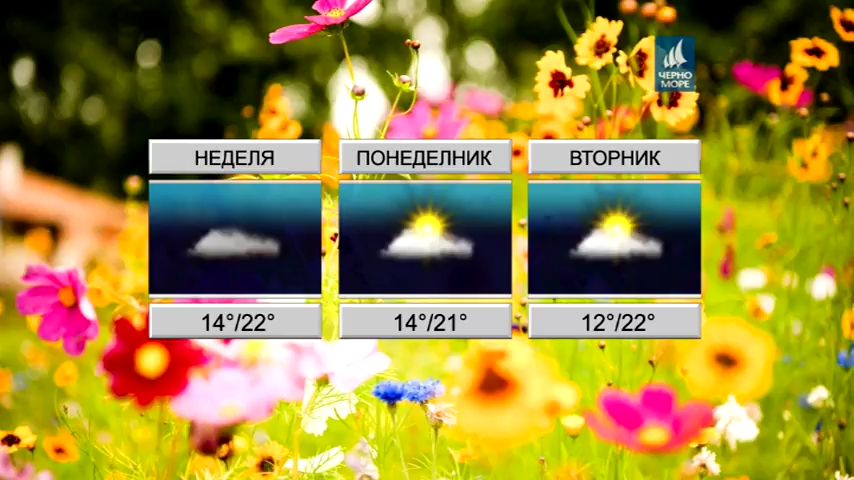 ЧЕРНО
МОРЕ
НЕДЕЛЯ
ПОНЕДЕЛНИК
ВТОРНИК
14°/22°
14°/21°
12°/22°